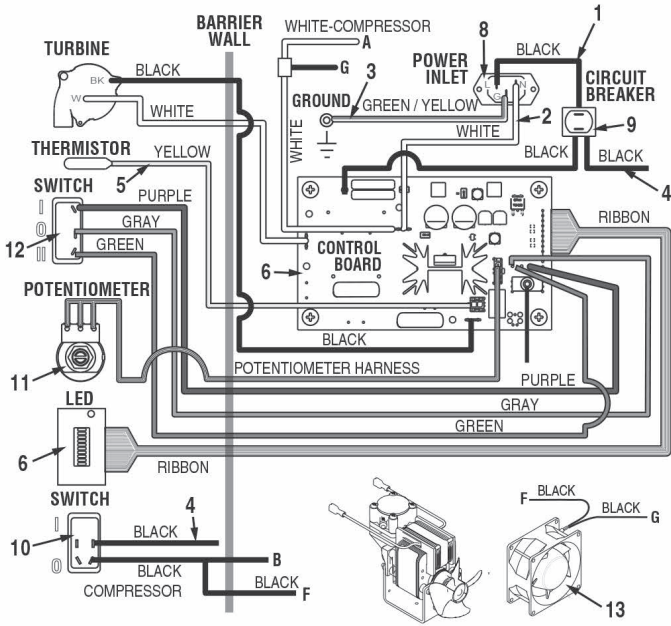 BARRIER
WALL
WHITE-COMPRESSOR
A
G
1
8
BLACK
POWER
INLET
L
N
G
CIRCUIT
BREAKER
9
TURBINE
BK
BLACK
W
WHITE
WHITE
3
GROUND
GREEN / YELLOW
WHITE
2
BLACK
BLACK
4
THERMISTOR
YELLOW
5
SWITCH
I
O
II
12
PURPLE
GRAY
GREEN
RIBBON
CONTROL
BOARD
6
POTENTIOMETER
11
BLACK
POTENTIOMETER HARNESS
PURPLE
GRAY
GREEN
LED
6
RIBBON
SWITCH
I
O
10
BLACK
4
B
BLACK
COMPRESSOR
BLACK
F
F
BLACK
BLACK
G
13